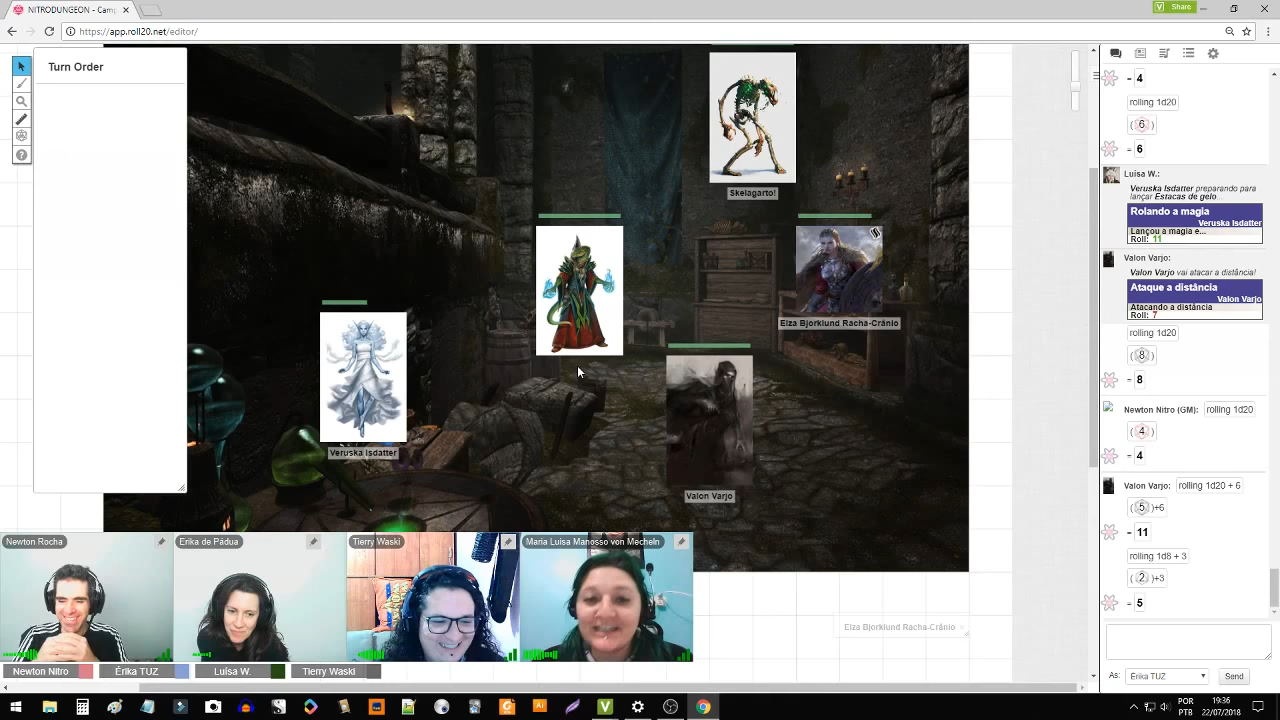 NITRODUNGEON - Cam
Share
https://app.roll20.net/editor/
Turn Order
Skelagarto!
Elza Bjorklund Racha-Crânio
Veruska Isdatter
Valon Varjo
= 4
rolling 1d20
( 6 )
= 6
Luísa W.:
Veruska Isdatter preparando para
lançar Estacas de gelo
Rolando a magia
Veruska Isdatter
Lançou a magia e...
Roll: 11
Valon Varjo:
Valon Varjo vai atacar a distância!
Ataque a distância
Valon Varjo
Atacando a distância
Roll: 7
rolling 1d20
( 8 )
= 8
Newton Nitro (GM): rolling 1d20
( 4 )
= 4
Valon Varjo: rolling 1d20 + 6
( 5 )+6
= 11
rolling 1d8 + 3
( 2 )+3
= 5
Elza Bjorklund Racha-Crânio ×
As: Érika TUZ
Send
Newton Rocha
Erika de Pádua
Tierry Waski
Maria Luisa Manosso von Mecheln
Newton Nitro
Érika TUZ
Luísa W.
Tierry Waski
POR
PTB
19:36
22/07/2018